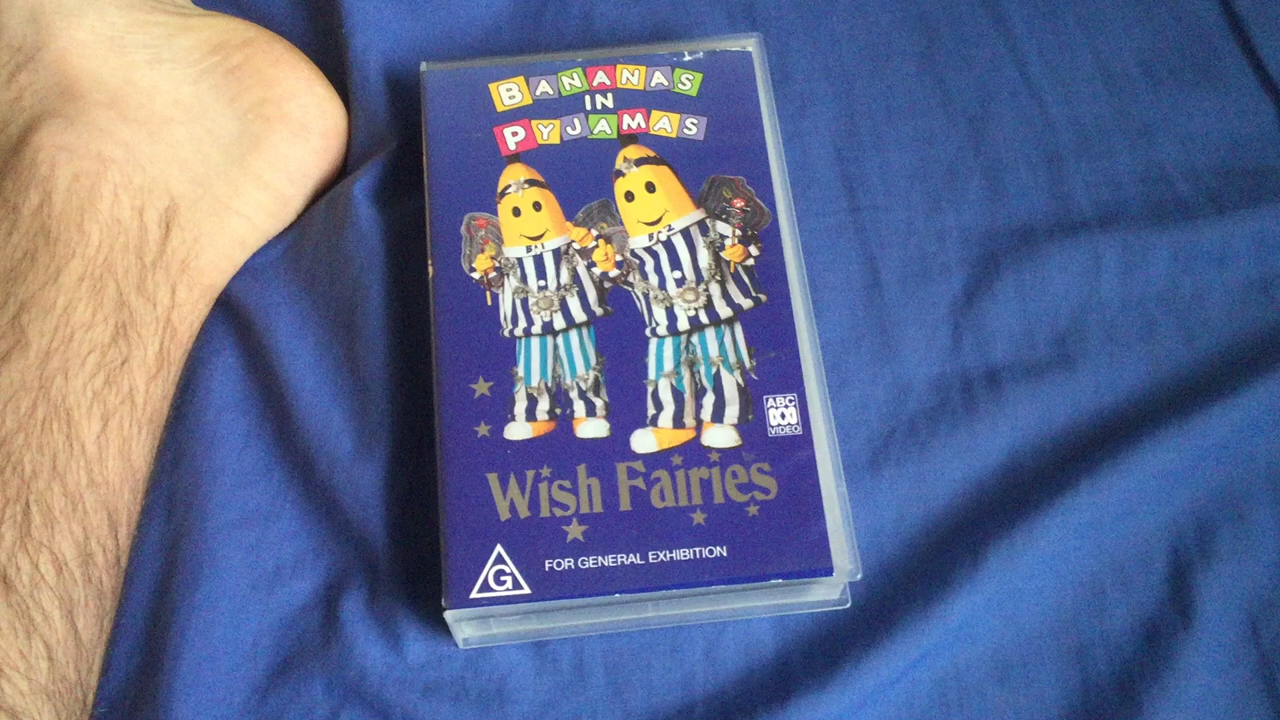 BANANAS
IN
PYJAMAS
B1
B2
ABC
VIDEO
Wish Fairies
G
FOR GENERAL EXHIBITION